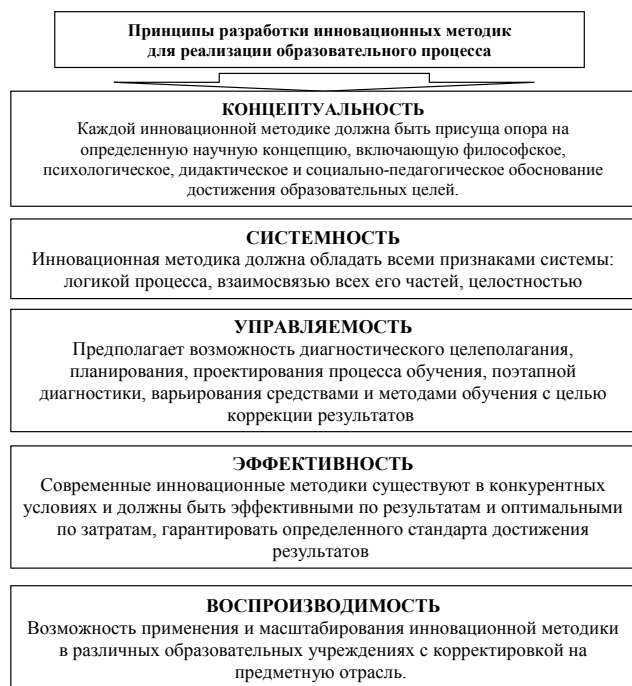 Принципы разработки инновационных методик
для реализации образовательного процесса
КОНЦЕПТУАЛЬНОСТЬ
Каждой инновационной методике должна быть присуща опора на
определенную научную концепцию, включающую философское,
психологическое, дидактическое и социально-педагогическое обоснование
достижения образовательных целей.
СИСТЕМНОСТЬ
Инновационная методика должна обладать всеми признаками системы:
логикой процесса, взаимосвязью всех его частей, целостностью
УПРАВЛЯЕМОСТЬ
Предполагает возможность диагностического целеполагания,
планирования, проектирования процесса обучения, поэтапной
диагностики, варьирования средствами и методами обучения с целью
коррекции результатов
ЭФФЕКТИВНОСТЬ
Современные инновационные методики существуют в конкурентных
условиях и должны быть эффективными по результатам и оптимальными
по затратам, гарантировать определенного стандарта достижения
результатов
ВОСПРОИЗВОДИМОСТЬ
Возможность применения и масштабирования инновационной методики
в различных образовательных учреждениях с корректировкой на
предметную отрасль.